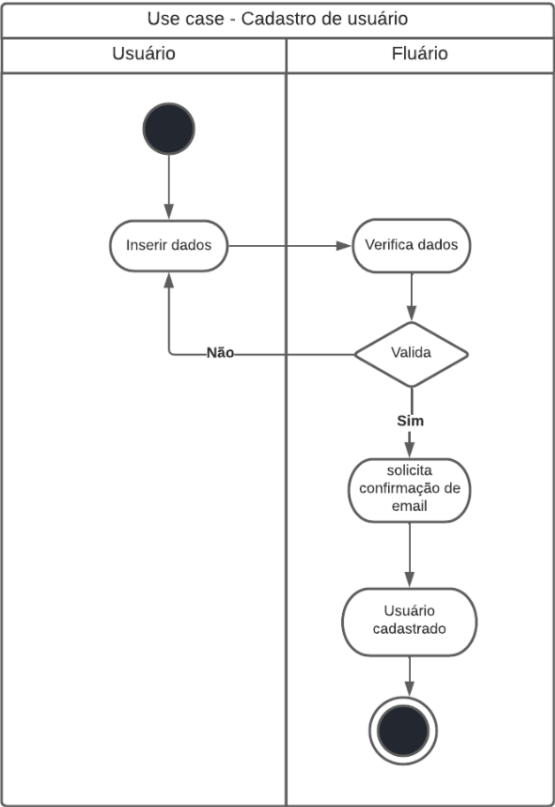 Use case - Cadastro de usuário
Usuário
Fluário
Inserir dados
Verifica dados
Valida
Não
Sim
solicita
confirmação de
email
Usuário
cadastrado